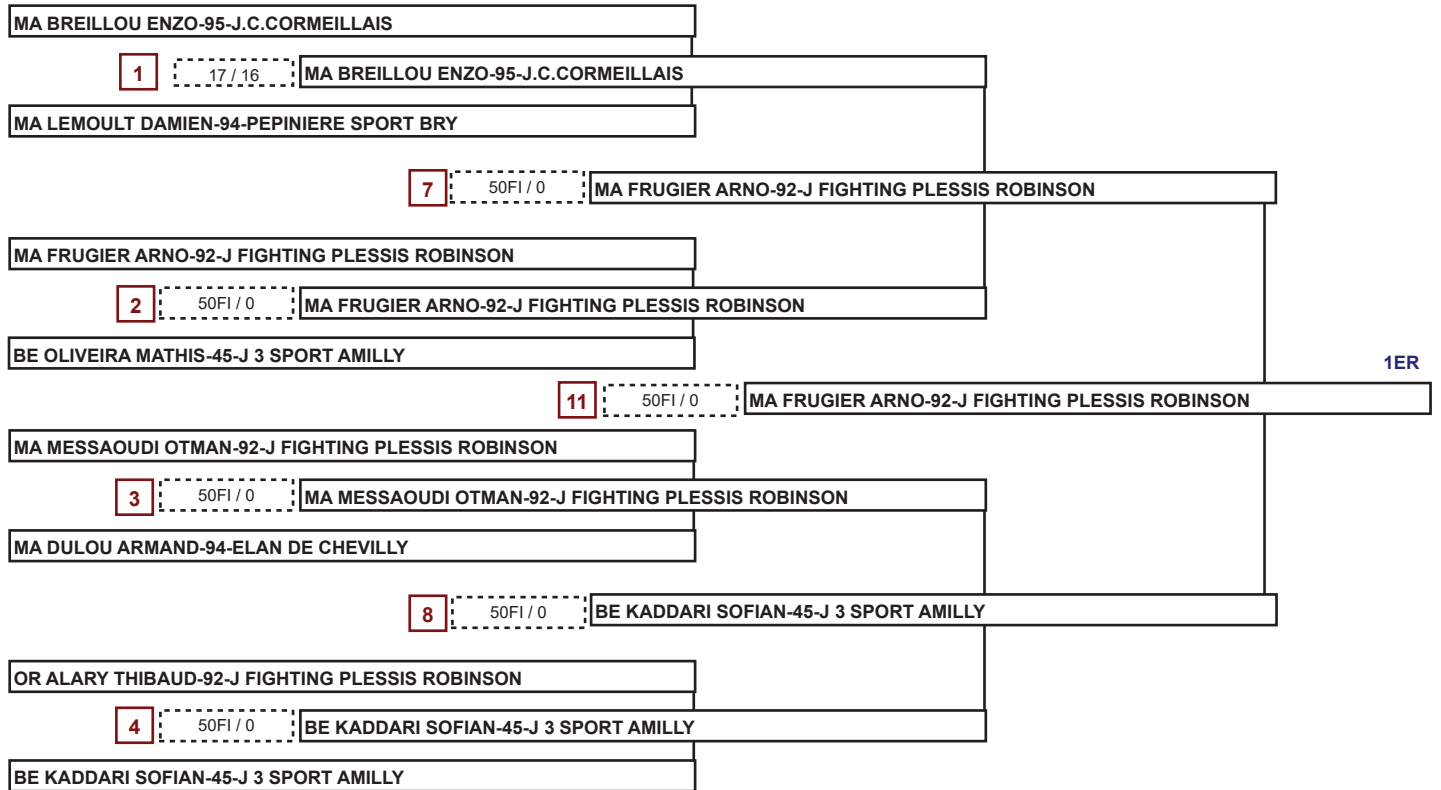 MA BREILLOU ENZO-95-J.C.CORMEILLAIS
1 17 / 16 MA BREILLOU ENZO-95-J.C.CORMEILLAIS
MA LEMOULT DAMIEN-94-PEPINIERE SPORT BRY
7 50FI / 0 MA FRUGIER ARNO-92-J FIGHTING PLESSIS ROBINSON
MA FRUGIER ARNO-92-J FIGHTING PLESSIS ROBINSON
2 50FI / 0 MA FRUGIER ARNO-92-J FIGHTING PLESSIS ROBINSON
BE OLIVEIRA MATHIS-45-J 3 SPORT AMILLY
1ER
11 50FI / 0 MA FRUGIER ARNO-92-J FIGHTING PLESSIS ROBINSON
MA MESSAOUDI OTMAN-92-J FIGHTING PLESSIS ROBINSON
3 50FI / 0 MA MESSAOUDI OTMAN-92-J FIGHTING PLESSIS ROBINSON
MA DULOU ARMAND-94-ELAN DE CHEVILLY
8 50FI / 0 BE KADDARI SOFIAN-45-J 3 SPORT AMILLY
OR ALARY THIBAUD-92-J FIGHTING PLESSIS ROBINSON
4 50FI / 0 BE KADDARI SOFIAN-45-J 3 SPORT AMILLY
BE KADDARI SOFIAN-45-J 3 SPORT AMILLY